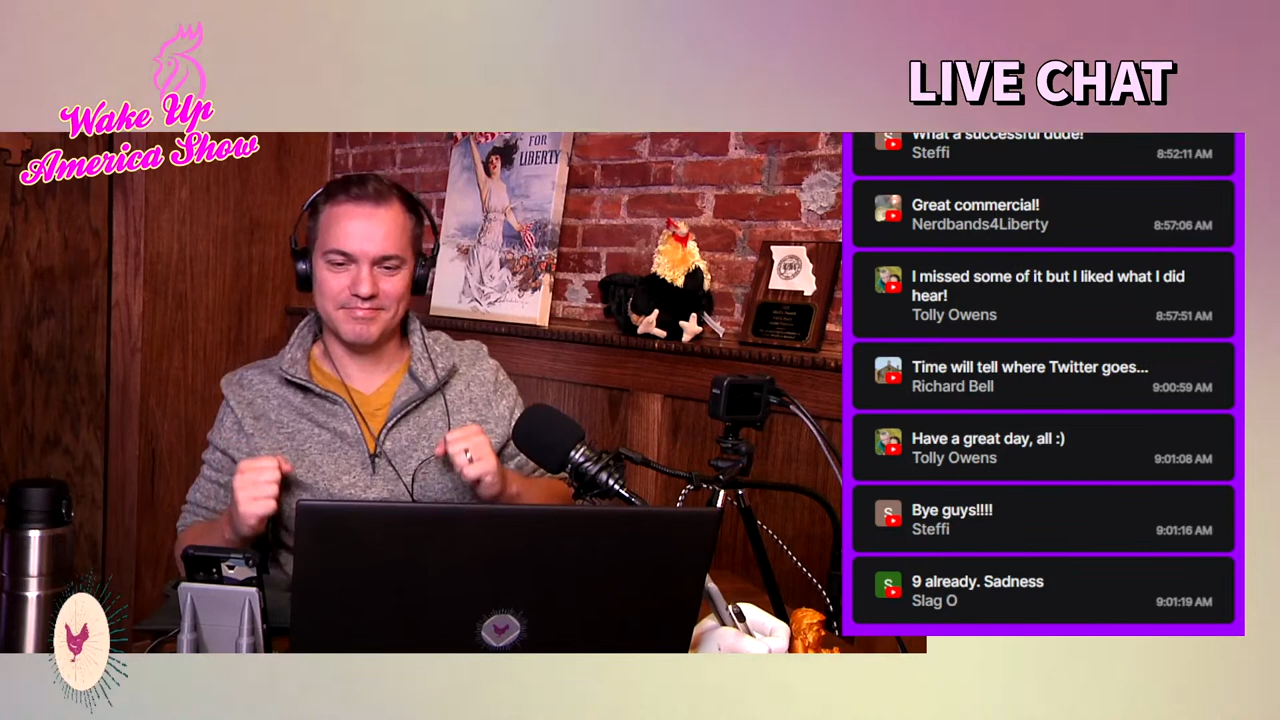 Wake Up
America Show
LIVE CHAT
FOR
LIBERTY
What a successful dude!
Steffi
8:52:11 AM
Great commercial!
Nerdbands4Liberty
8:57:06 AM
I missed some of it but I liked what I did
hear!
Tolly Owens
8:57:51 AM
Time will tell where Twitter goes...
Richard Bell
9:00:59 AM
Have a great day, all :)
Tolly Owens
9:01:08 AM
S
Bye guys!!!!
Steffi
9:01:16 AM
S
9 already. Sadness
Slag O
9:01:19 AM